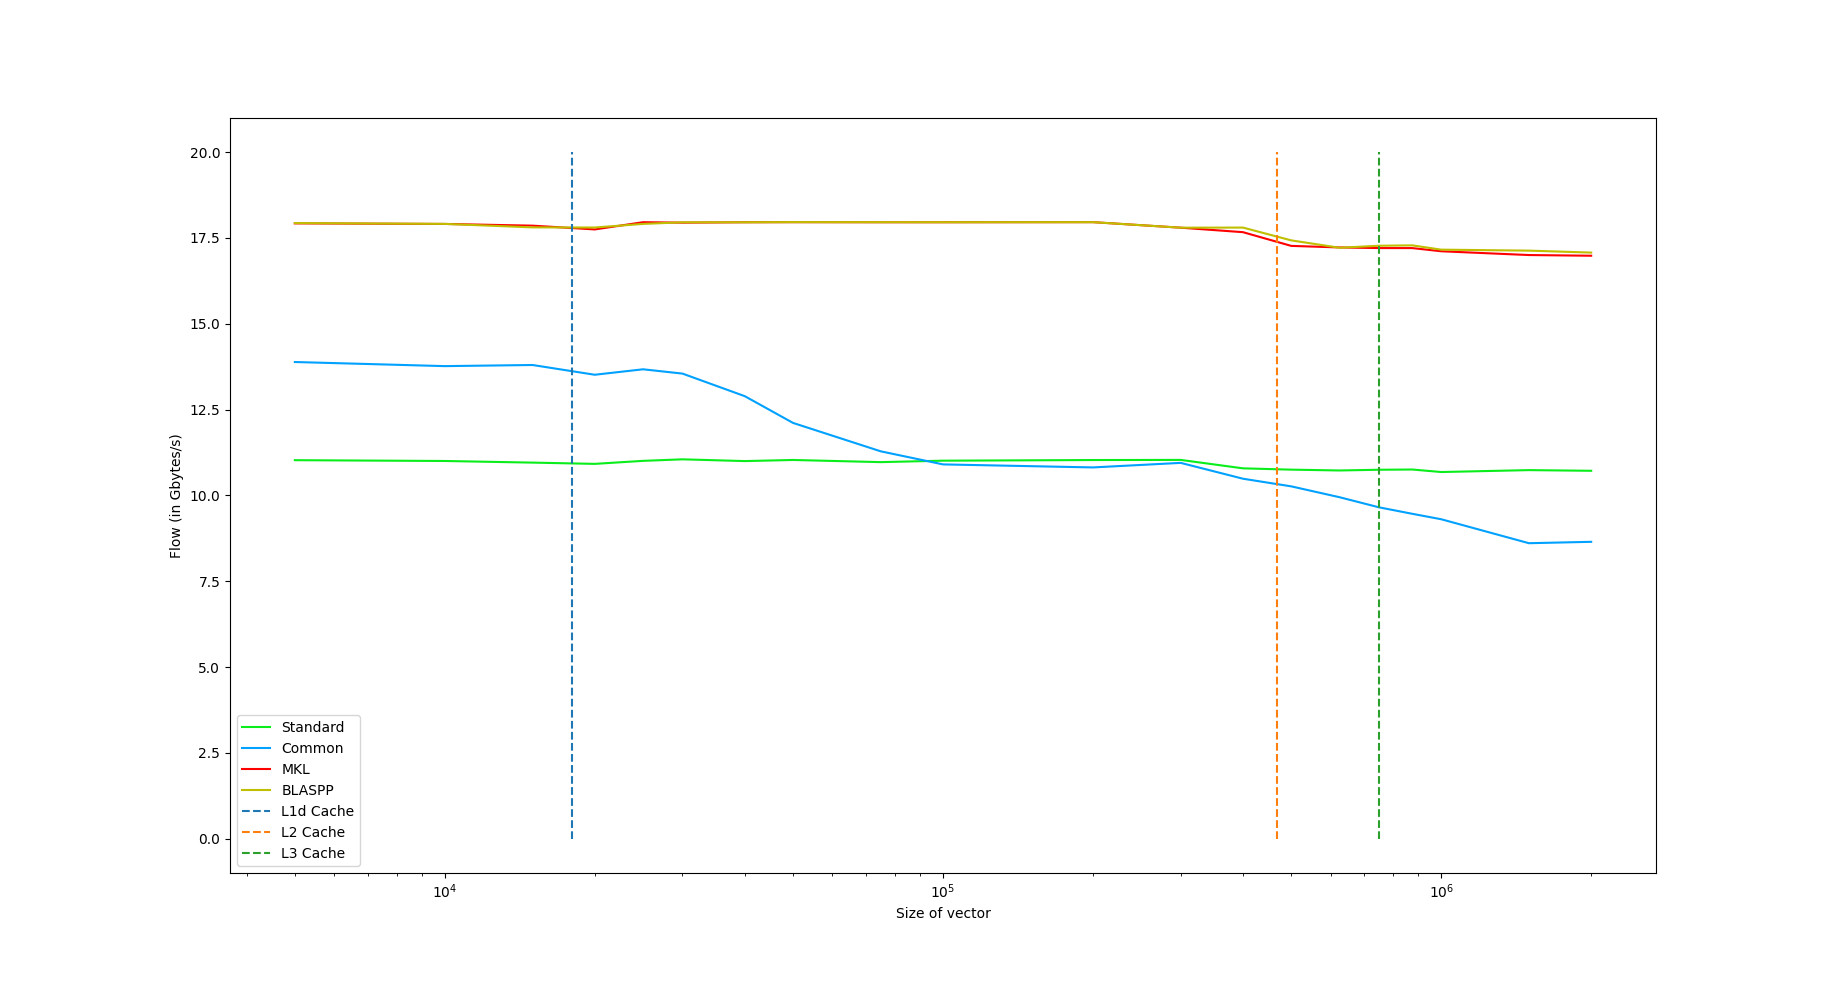 20.0
17.5
15.0
12.5
10.0
7.5
5.0
2.5
0.0
Flow (in Gbytes/s)
Standard
Common
MKL
BLASPP
L1d Cache
L2 Cache
L3 Cache
10⁴
10⁵
10⁶
Size of vector